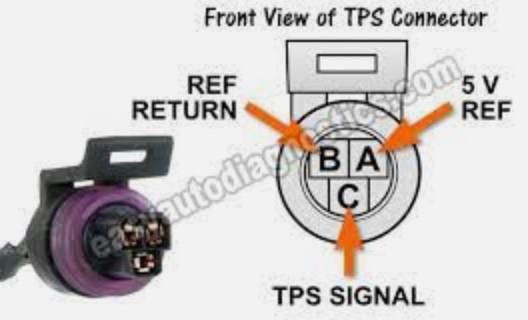 Front View of TPS Connector
REF
RETURN
5 V
REF
B A
C
TPS SIGNAL
easyautodiagnostics.com